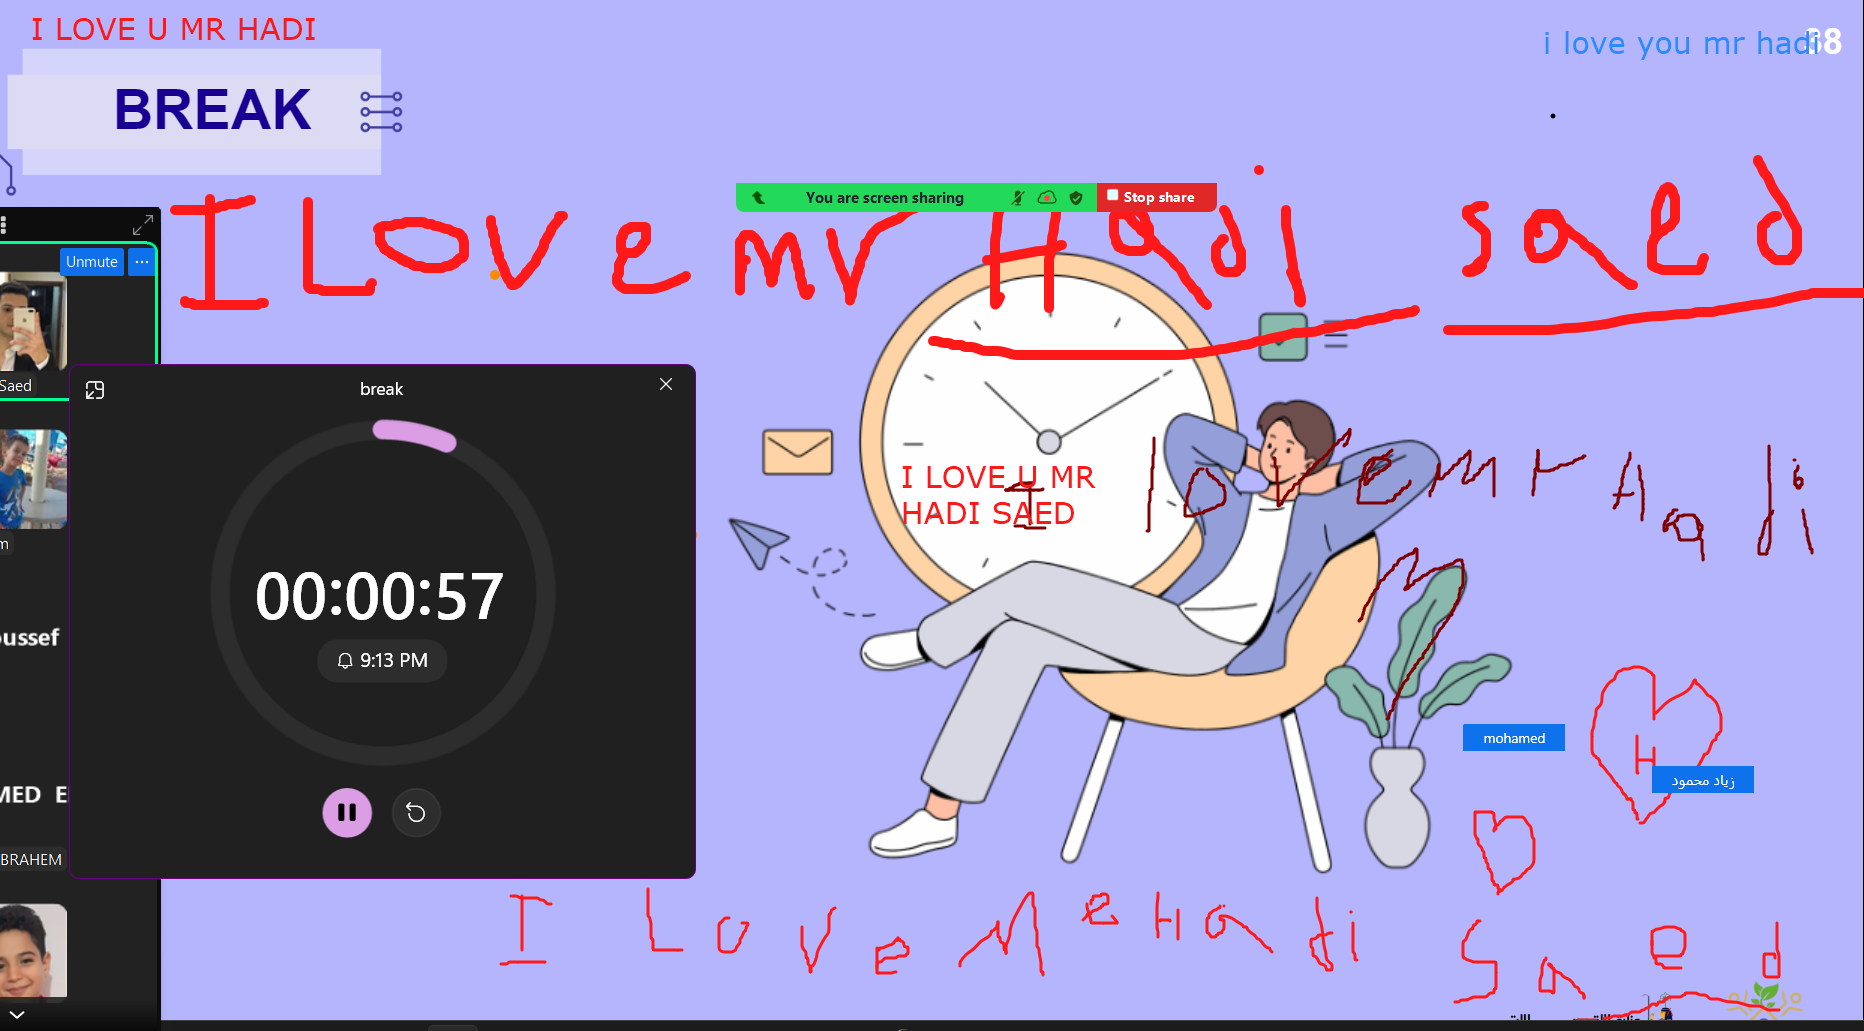 I LOVE U MR HADI
i love you mr hadi
38
BREAK
You are screen sharing
Stop share
I LOVE mr Hadi saed
Unmute
Saed
break
I LOVE U MR
HADI SAED
I love mr Hadi
m
00:00:57
9:13 PM
oussef
mohamed
H
زياد محمود
MED E
BRAHEM
I Love Me Hadi
Saed